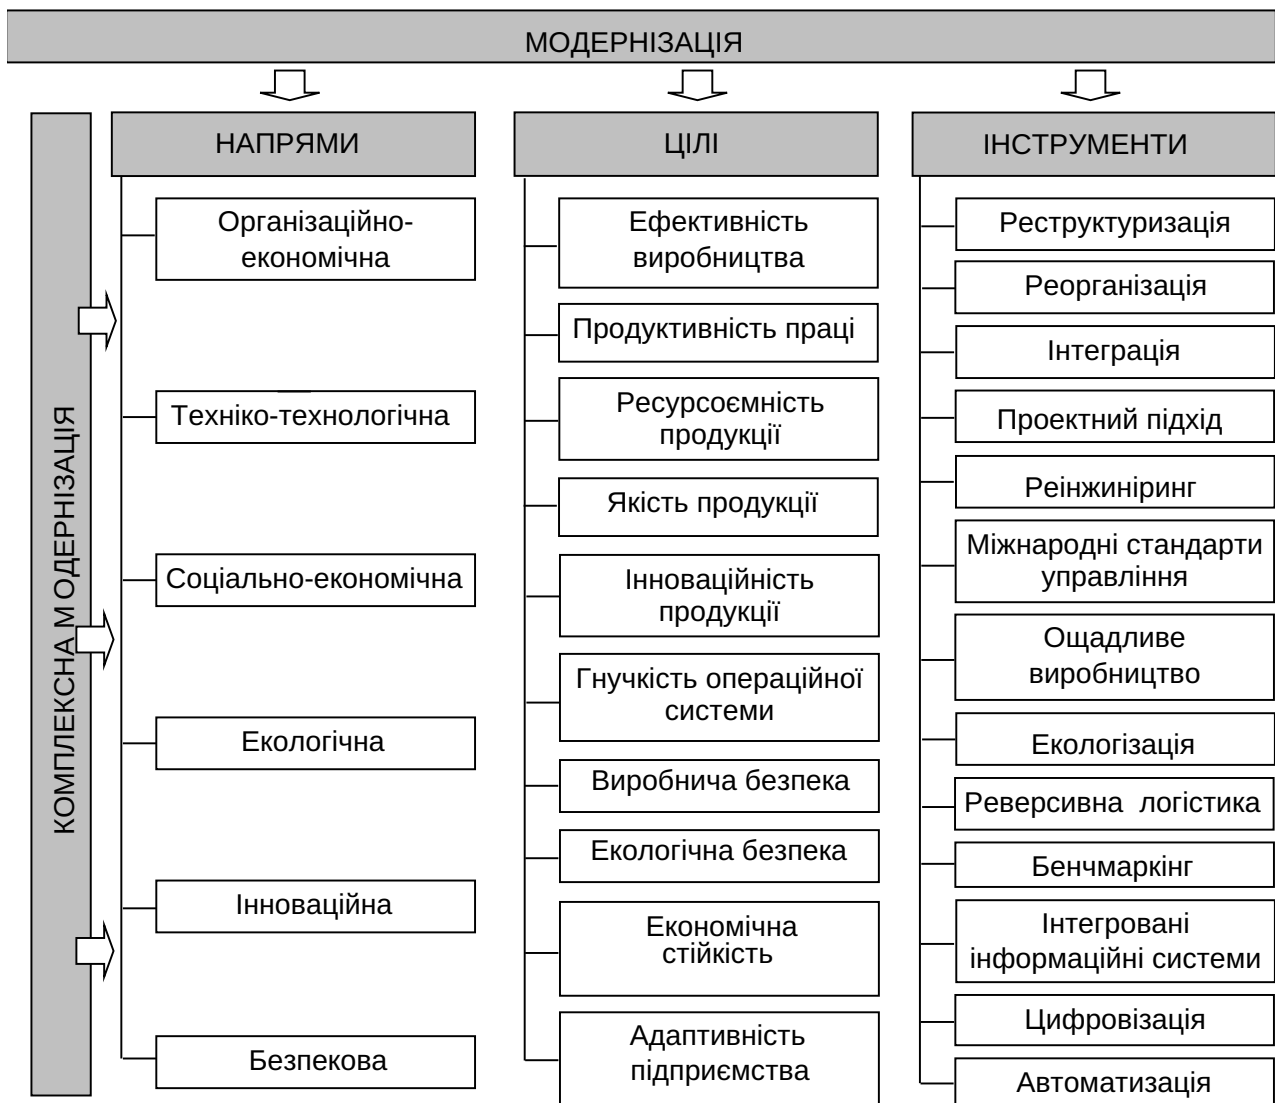 МОДЕРНІЗАЦІЯ
КОМПЛЕКСНА М ОДЕРНІЗАЦІЯ
НАПРЯМИ
Організаційно-
економічна
Техніко-технологічна
Соціально-економічна
Екологічна
Інноваційна
Безпекова
ЦІЛІ
Ефективність
виробництва
Продуктивність праці
Ресурсоємність
продукції
Якість продукції
Інноваційність
продукції
Гнучкість операційної
системи
Виробнича безпека
Екологічна безпека
Економічна
стійкість
Адаптивність
підприємства
ІНСТРУМЕНТИ
Реструктуризація
Реорганізація
Інтеграція
Проектний підхід
Реінжиніринг
Міжнародні стандарти
управління
Ощадливе
виробництво
Екологізація
Реверсивна логістика
Бенчмаркінг
Інтегровані
інформаційні системи
Цифровізація
Автоматизація